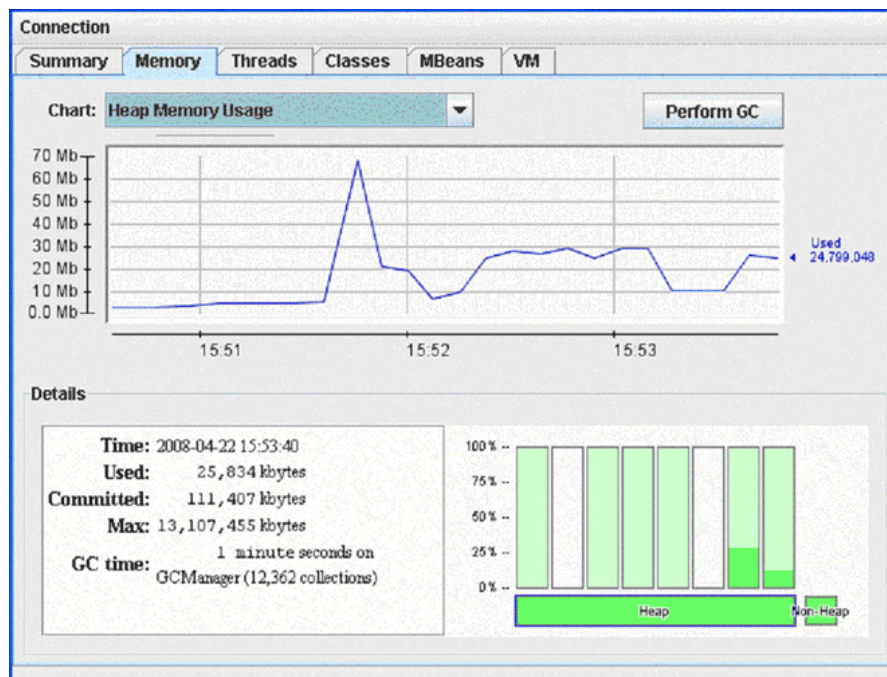 Connection
Summary Memory Threads Classes MBeans VM
Chart: Heap Memory Usage Perform GC
70 Mb
60 Mb
50 Mb
40 Mb
30 Mb
20 Mb
10 Mb
0.0 Mb
Used
24,799,048
15:51 15:52 15:53
Details
Time: 2008-04-22 15:53:40
Used: 25,834 kbytes
Committed: 111,407 kbytes
Max: 13,107,455 kbytes
GC time: 1 minute seconds on
GCManager (12,362 collections)
100%
75%
50%
25%
0%
Heap Non-Heap